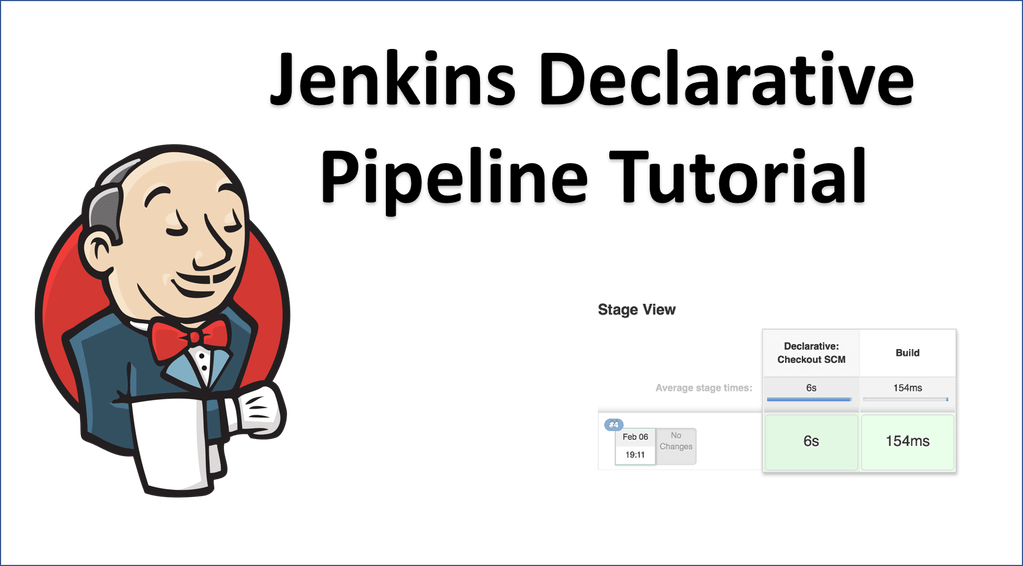 Jenkins Declarative
Pipeline Tutorial
Stage View
Declarative:
Checkout SCM
Build
Average stage times:
6s
154ms
#4
Feb 06
19:11
No
Changes
6s
154ms